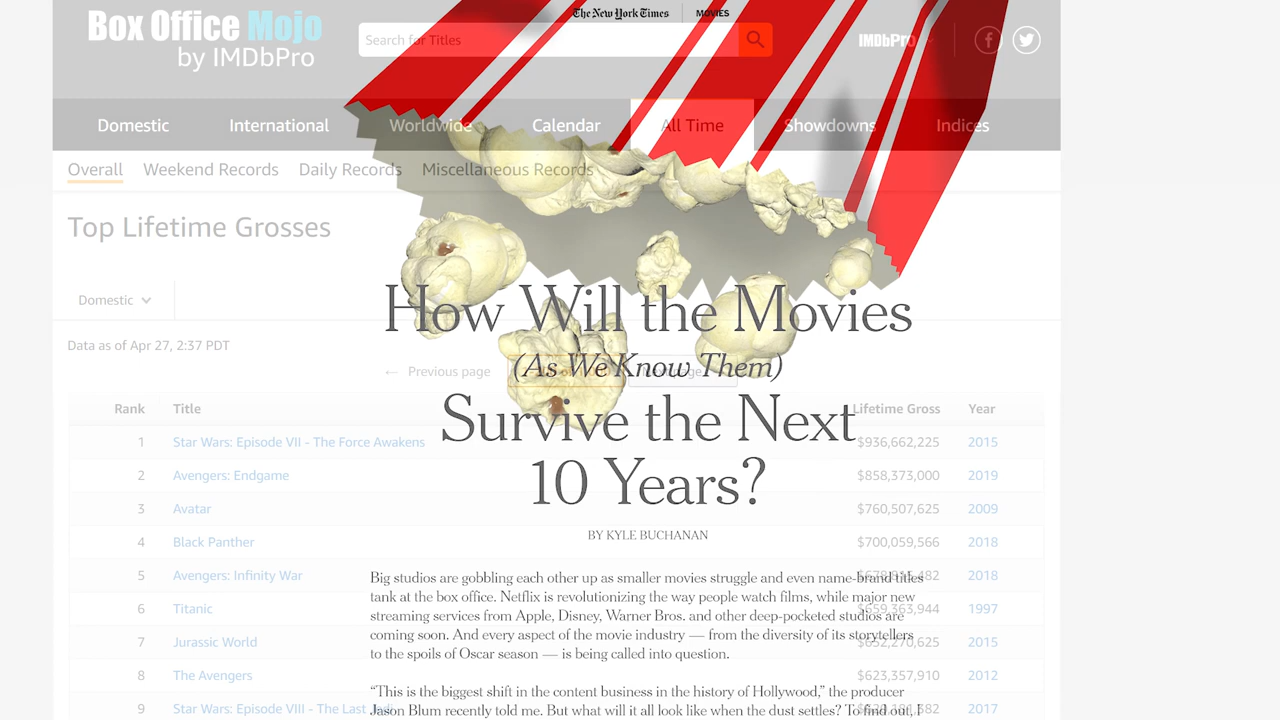 The New York Times MOVIES
Box Office Mojo
by IMDbPro
Search for Titles
IMDbPro
Domestic International Worldwide Calendar All Time Showdowns Indices
Overall Weekend Records Daily Records Miscellaneous Records
Top Lifetime Grosses
Domestic
How Will the Movies
Data as of Apr 27, 2:37 PDT
← Previous page
(As We Know Them)
Rank Title Lifetime Gross Year
Survive the Next
1 Star Wars: Episode VII - The Force Awakens $936,662,225 2015
2 Avengers: Endgame $858,373,000 2019
10 Years?
3 Avatar $760,507,625 2009
BY KYLE BUCHANAN
4 Black Panther $700,059,566 2018
5 Avengers: Infinity War 2018
6 Titanic $659,363,944 1997
7 Jurassic World $652,270,625 2015
8 The Avengers $623,357,910 2012
9 Star Wars: Episode VIII - The Last 2017
Big studios are gobbling each other up as smaller movies struggle and even name-brand titles
tank at the box office. Netflix is revolutionizing the way people watch films, while major new
streaming services from Apple, Disney, Warner Bros. and other deep-pocketed studios are
coming soon. And every aspect of the movie industry — from the diversity of its storytellers
to the spoils of Oscar season — is being called into question.
“This is the biggest shift in the content business in the history of Hollywood,” the producer
Jason Blum recently told me. But what will it all look like when the dust settles? To find out, I